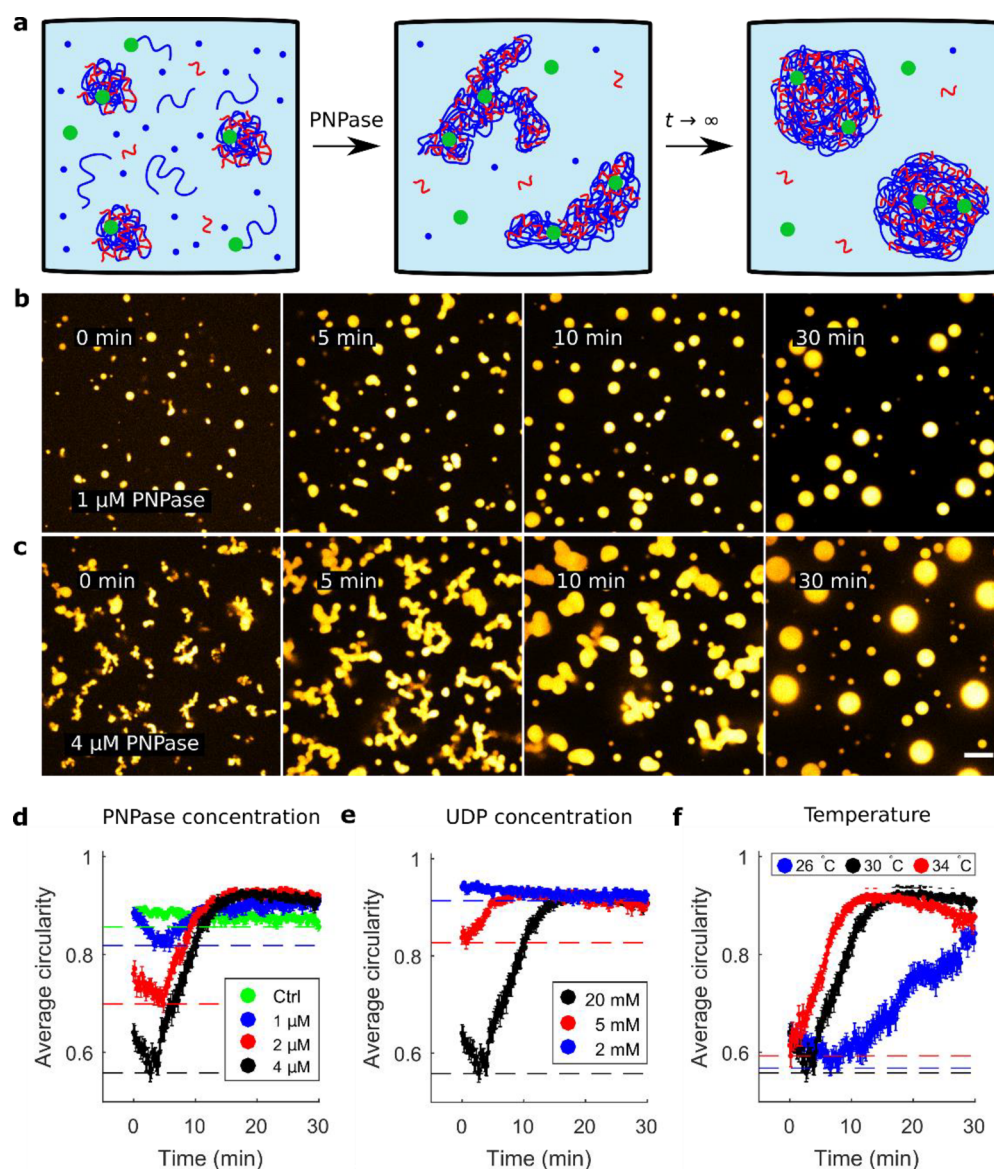 a
PNPase
t → ∞
b
0 min
5 min
10 min
30 min
1 μM PNPase
c
0 min
5 min
10 min
30 min
4 μM PNPase
d
PNPase concentration
e
UDP concentration
f
Temperature
1
0.8
0.6
Average circularity
Ctrl
1 μM
2 μM
4 μM
0
10
20
30
Time (min)
1
0.8
0.6
Average circularity
20 mM
5 mM
2 mM
0
10
20
30
Time (min)
1
0.8
0.6
Average circularity
26 °C
30 °C
34 °C
0
10
20
30
Time (min)